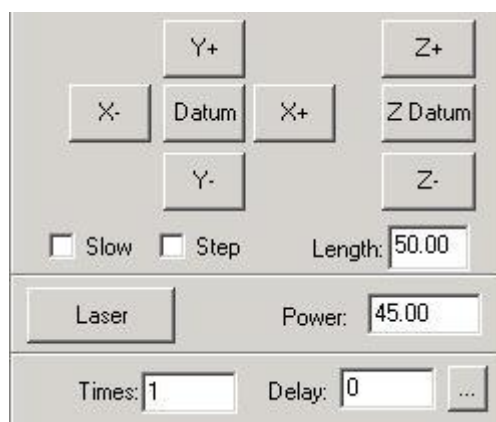 Y+ Z+
X- Datum X+ Z Datum
Y- Z-
Slow Step Length: 50.00
Laser Power: 45.00
Times: 1 Delay: 0 ...